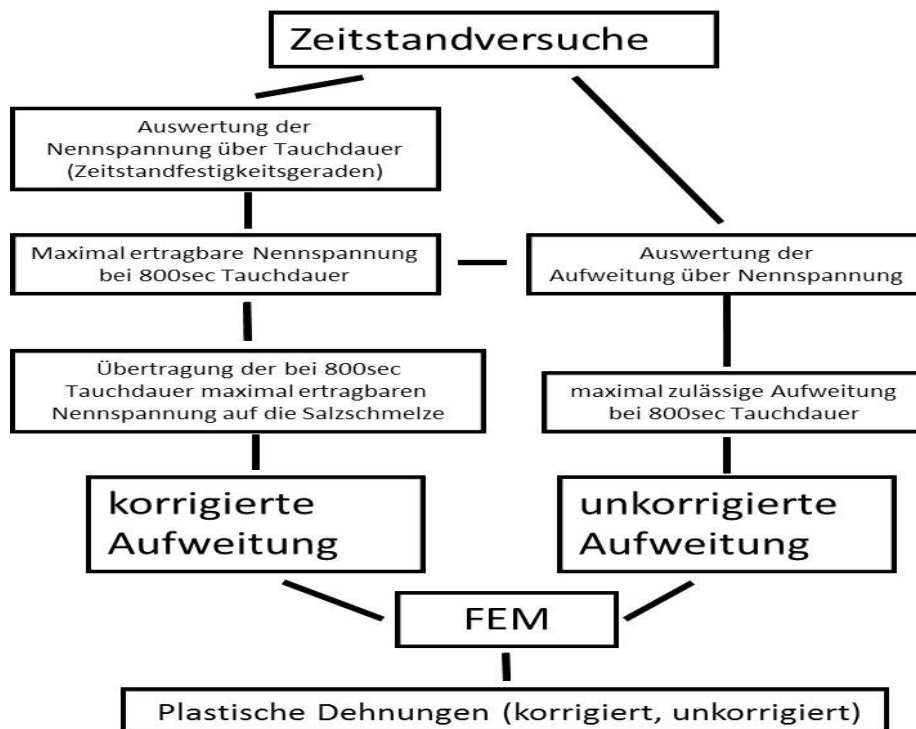 Zeitstandversuche
Auswertung der
Nennspannung über Tauchdauer
(Zeitstandfestigkeitsgeraden)
Maximal ertragbare Nennspannung
bei 800sec Tauchdauer
Auswertung der
Aufweitung über Nennspannung
Übertragung der bei 800sec
Tauchdauer maximal ertragbaren
Nennspannung auf die Salzschmelze
maximal zulässige Aufweitung
bei 800sec Tauchdauer
korrigierte
Aufweitung
unkorrigierte
Aufweitung
FEM
Plastische Dehnungen (korrigiert, unkorrigiert)